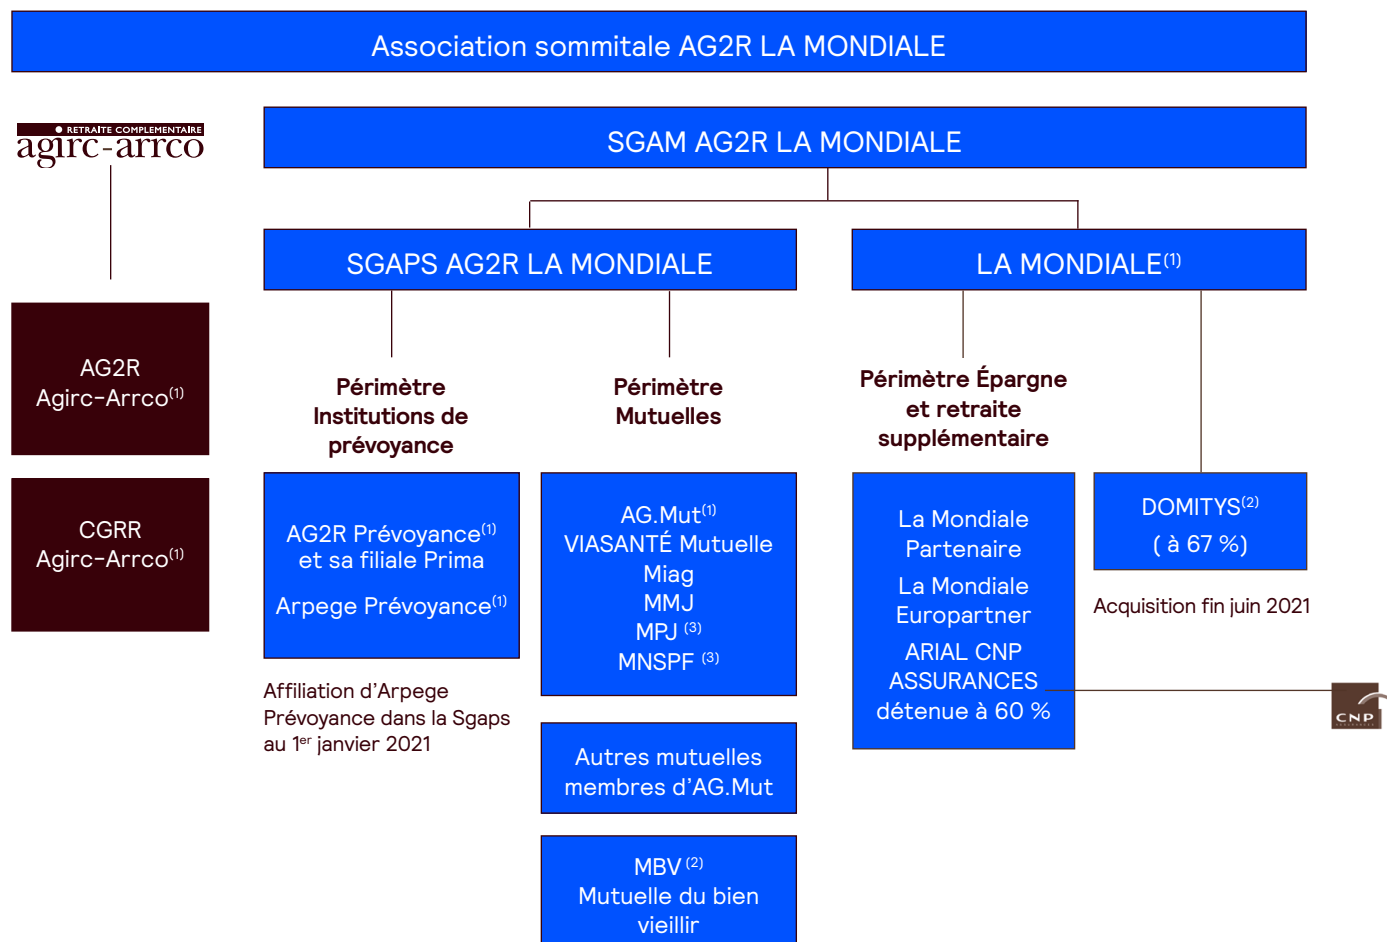 Association sommitale AG2R LA MONDIALE
RETRAITE COMPLEMENTAIRE
agirc-arrco
SGAM AG2R LA MONDIALE
SGAPS AG2R LA MONDIALE
LA MONDIALE(1)
AG2R
Agirc-Arrco(1)
CGRR
Agirc-Arrco(1)
Périmètre
Institutions de
prévoyance
AG2R Prévoyance(1)
et sa filiale Prima
Arpege Prévoyance(1)
Affiliation d'Arpege
Prévoyance dans la Sgaps
au 1er janvier 2021
Périmètre
Mutuelles
AG.Mut(1)
VIASANTÉ Mutuelle
Miag
MMJ
MPJ (3)
MNSPF (3)
Autres mutuelles
membres d'AG.Mut
MBV (2)
Mutuelle du bien
vieillir
Périmètre Épargne
et retraite
supplémentaire
La Mondiale
Partenaire
La Mondiale
Europartner
ARIAL CNP
ASSURANCES
détenue à 60 %
DOMITYS(2)
( à 67 %)
Acquisition fin juin 2021
CNP